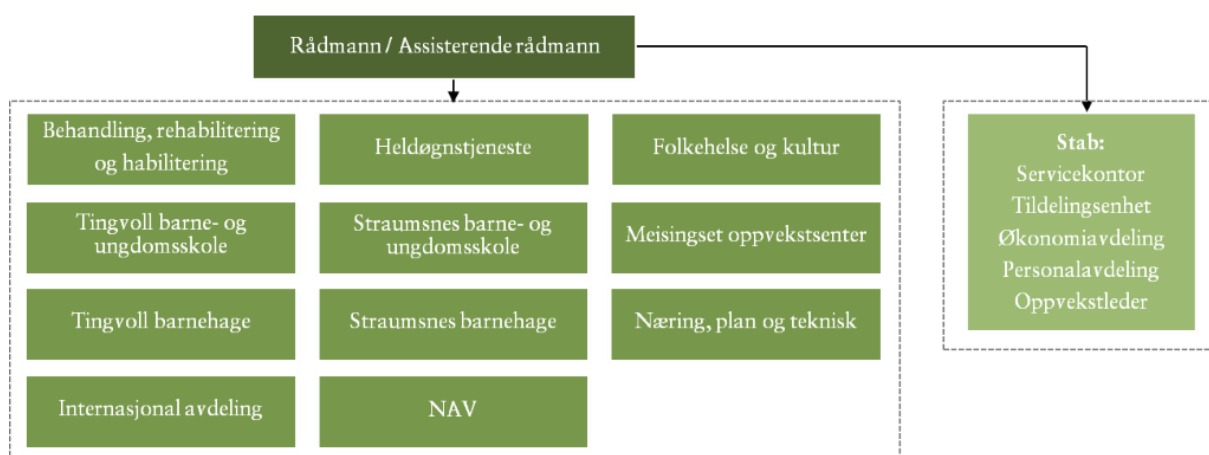 Rådmann / Assisterende rådmann
Behandling, rehabilitering
og habilitering
Heldøgnstjeneste
Folkehelse og kultur
Tingvoll barne- og
ungdomsskole
Straumsnes barne- og
ungdomsskole
Meisingset oppvekstsenter
Tingvoll barnehage
Straumsnes barnehage
Næring, plan og teknisk
Internasjonal avdeling
NAV
Stab:
Servicekontor
Tildelingsenhet
Økonomiavdeling
Personalavdeling
Oppvekstleder